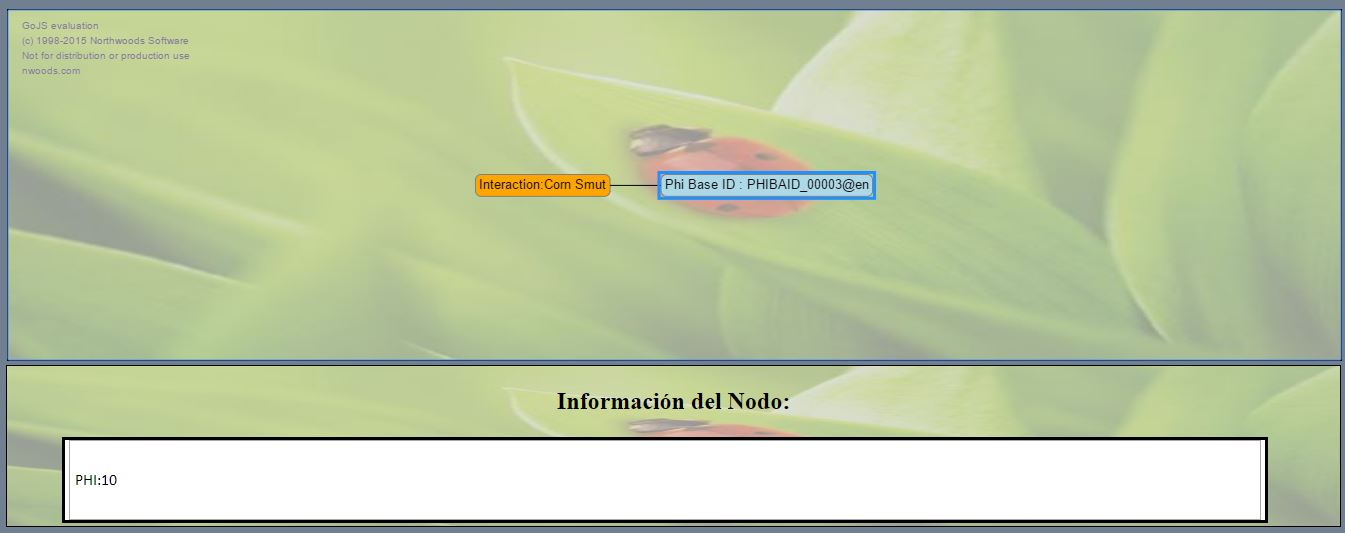 GoJS evaluation
(c) 1998-2015 Northwoods Software
Not for distribution or production use
nwoods.com
Interaction:Corn Smut
Phi Base ID : PHIBAID_00003@en
Información del Nodo:
PHI:10